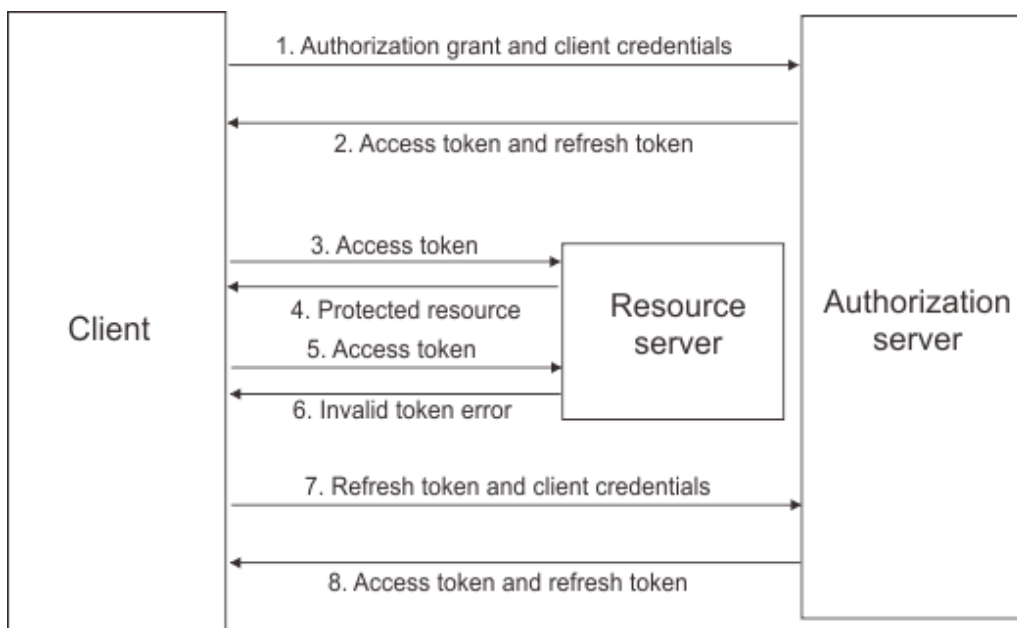 1. Authorization grant and client credentials
2. Access token and refresh token
3. Access token
4. Protected resource
5. Access token
6. Invalid token error
Client
Resource
server
Authorization
server
7. Refresh token and client credentials
8. Access token and refresh token